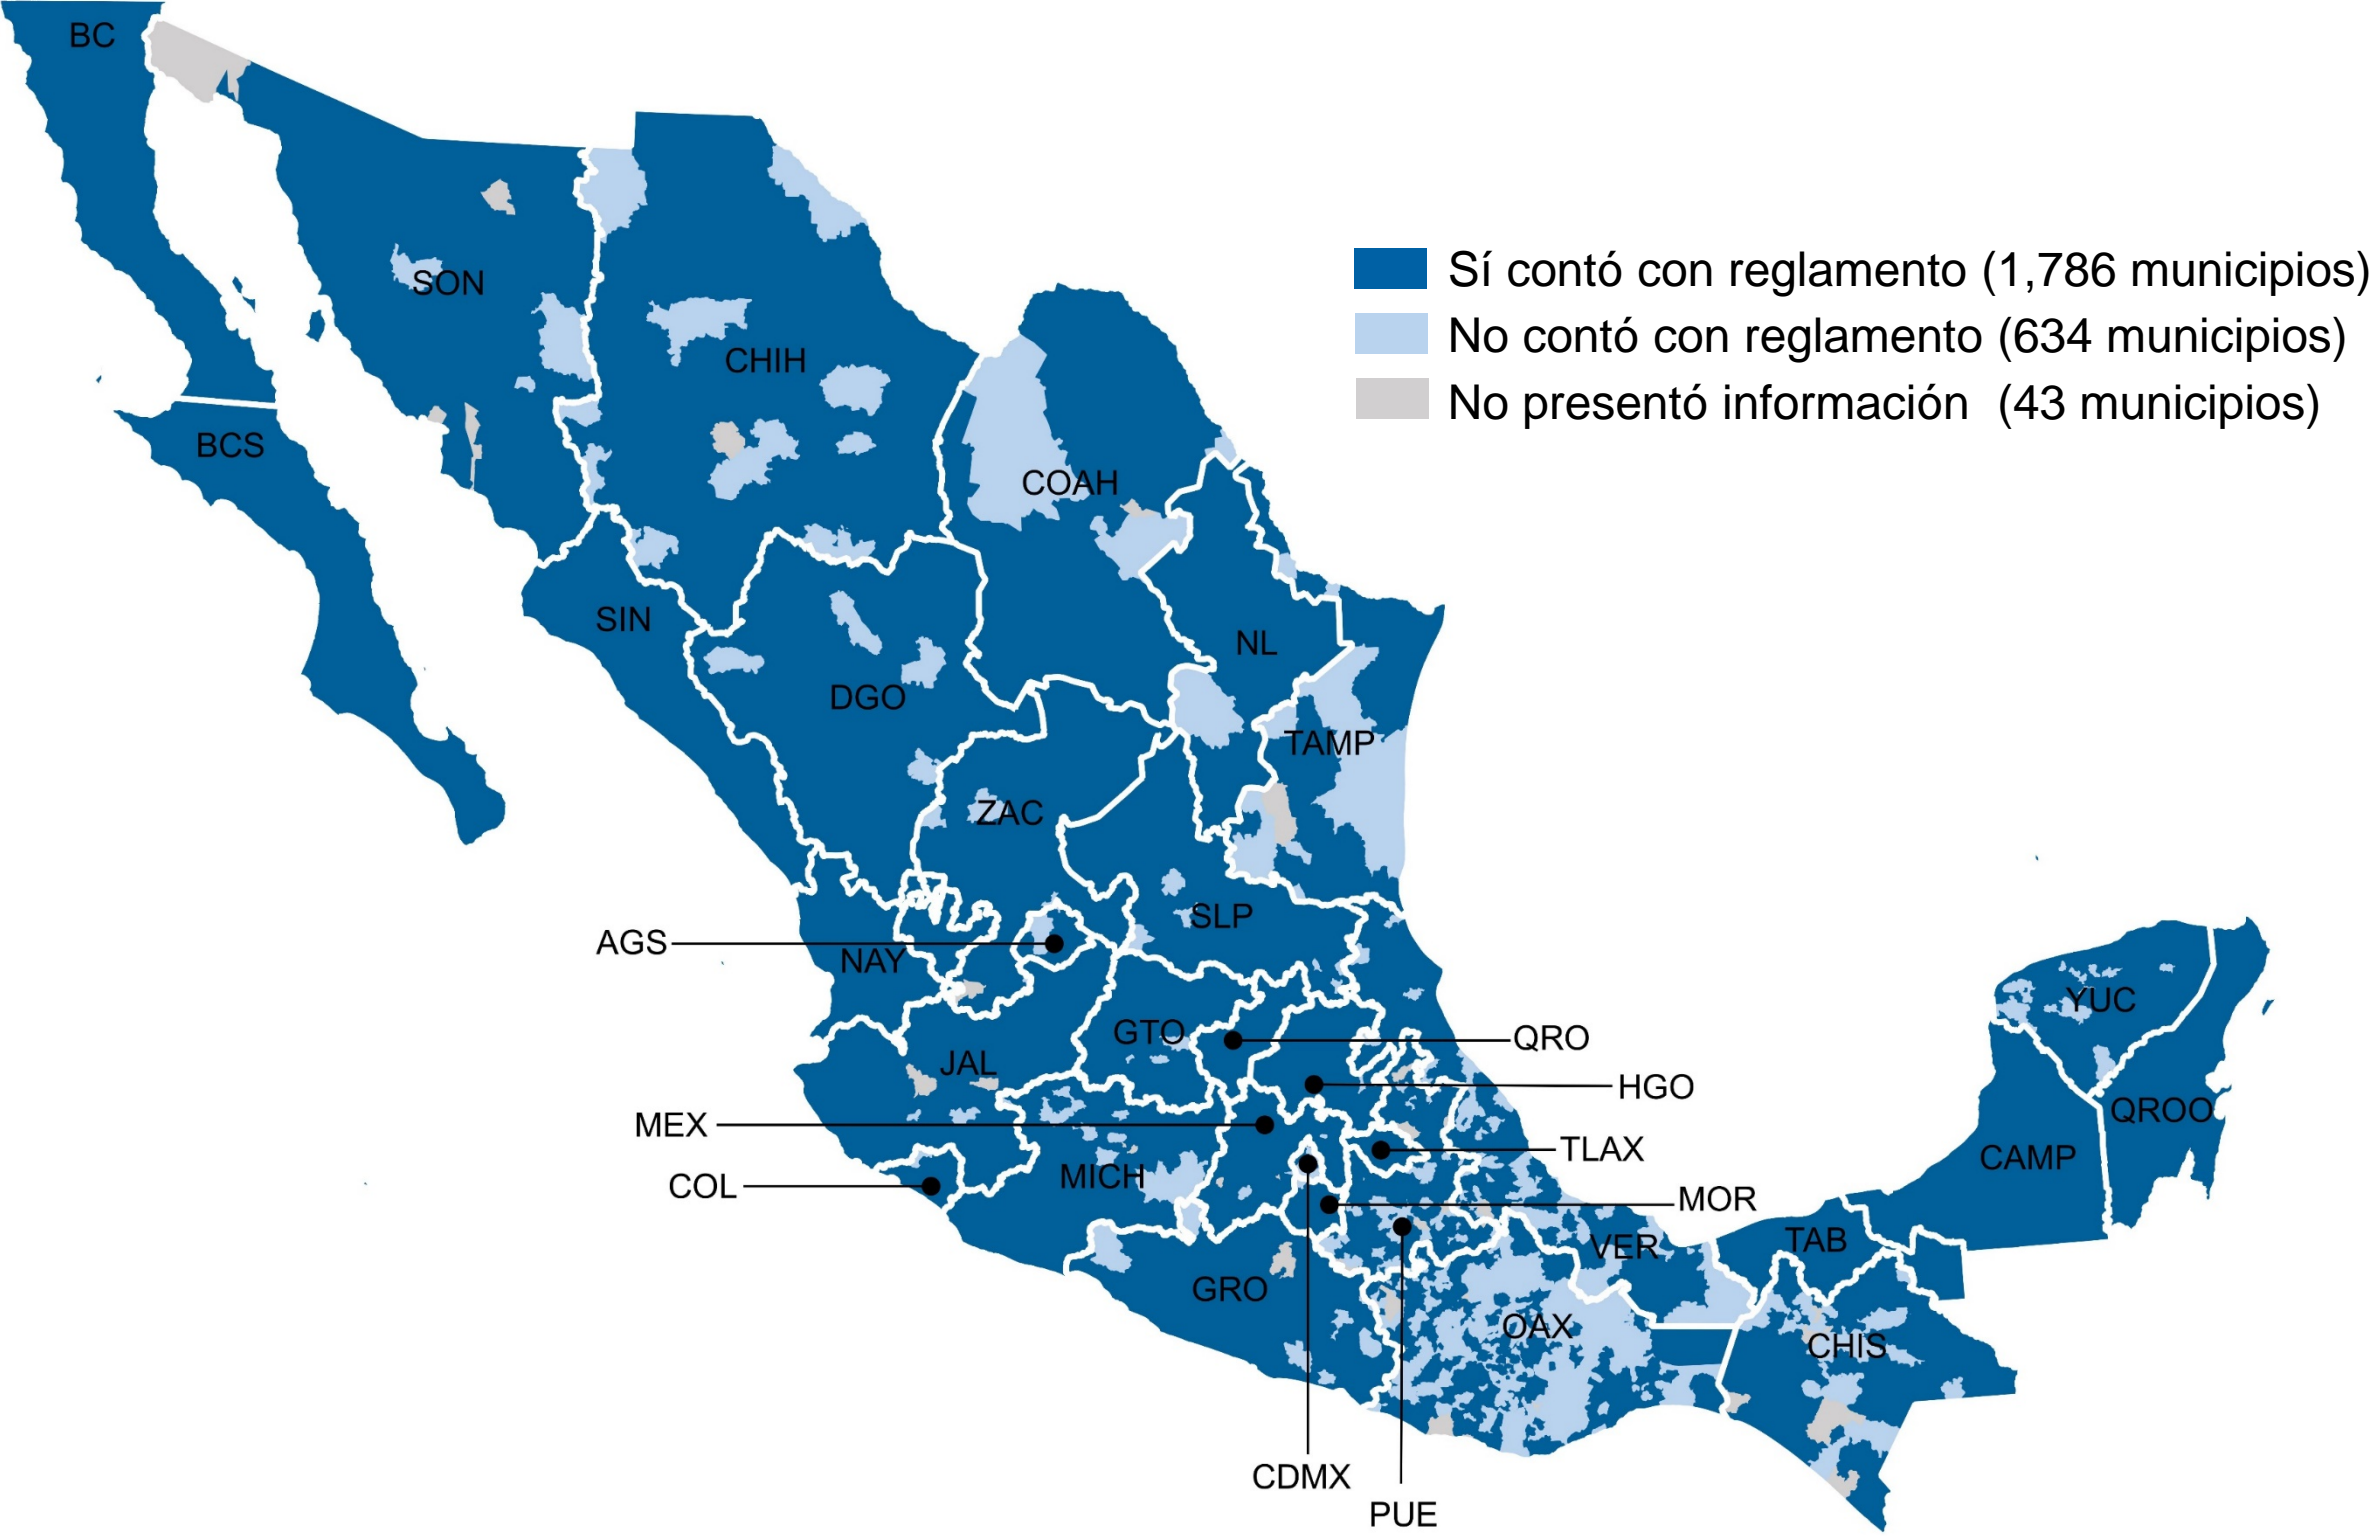 BC
SON
CHIH
BCS
COAH
SIN
NL
DGO
TAMP
ZAC
SLP
AGS
NAY
GTO
QRO
JAL
HGO
MEX
TLAX
MICH
COL
MOR
GRO
VER
OAX
CDMX
PUE
TAB
CHIS
YUC
QROO
CAMP
Sí contó con reglamento (1,786 municipios)
No contó con reglamento (634 municipios)
No presentó información (43 municipios)